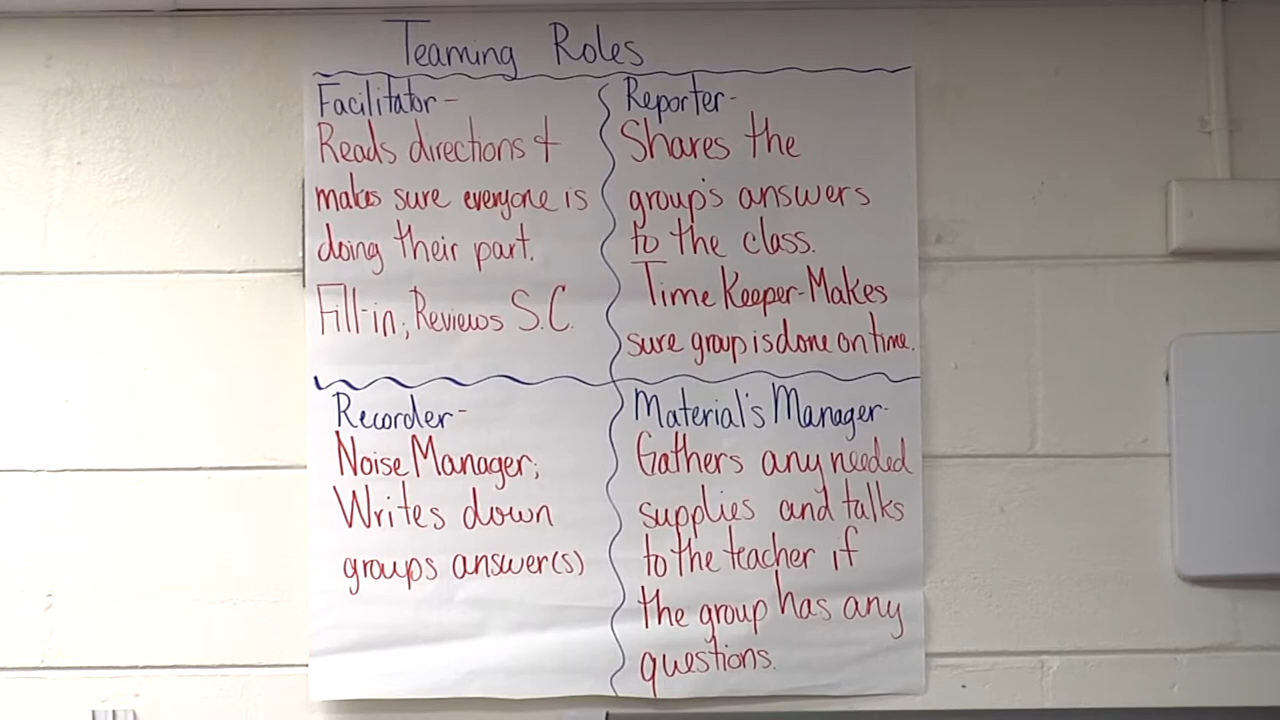 Teaming Roles
Facilitator-
Reads directions &
makes sure everyone is
doing their part.
Fill-in; Reviews S.C.
Reporter-
Shares the
group's answers
to the class.
Time Keeper-Makes
sure group is done on time.
Recorder-
Noise Manager;
Writes down
groups answer(s)
Material's Manager-
Gathers any needed
supplies and talks
to the teacher if
the group has any
questions.